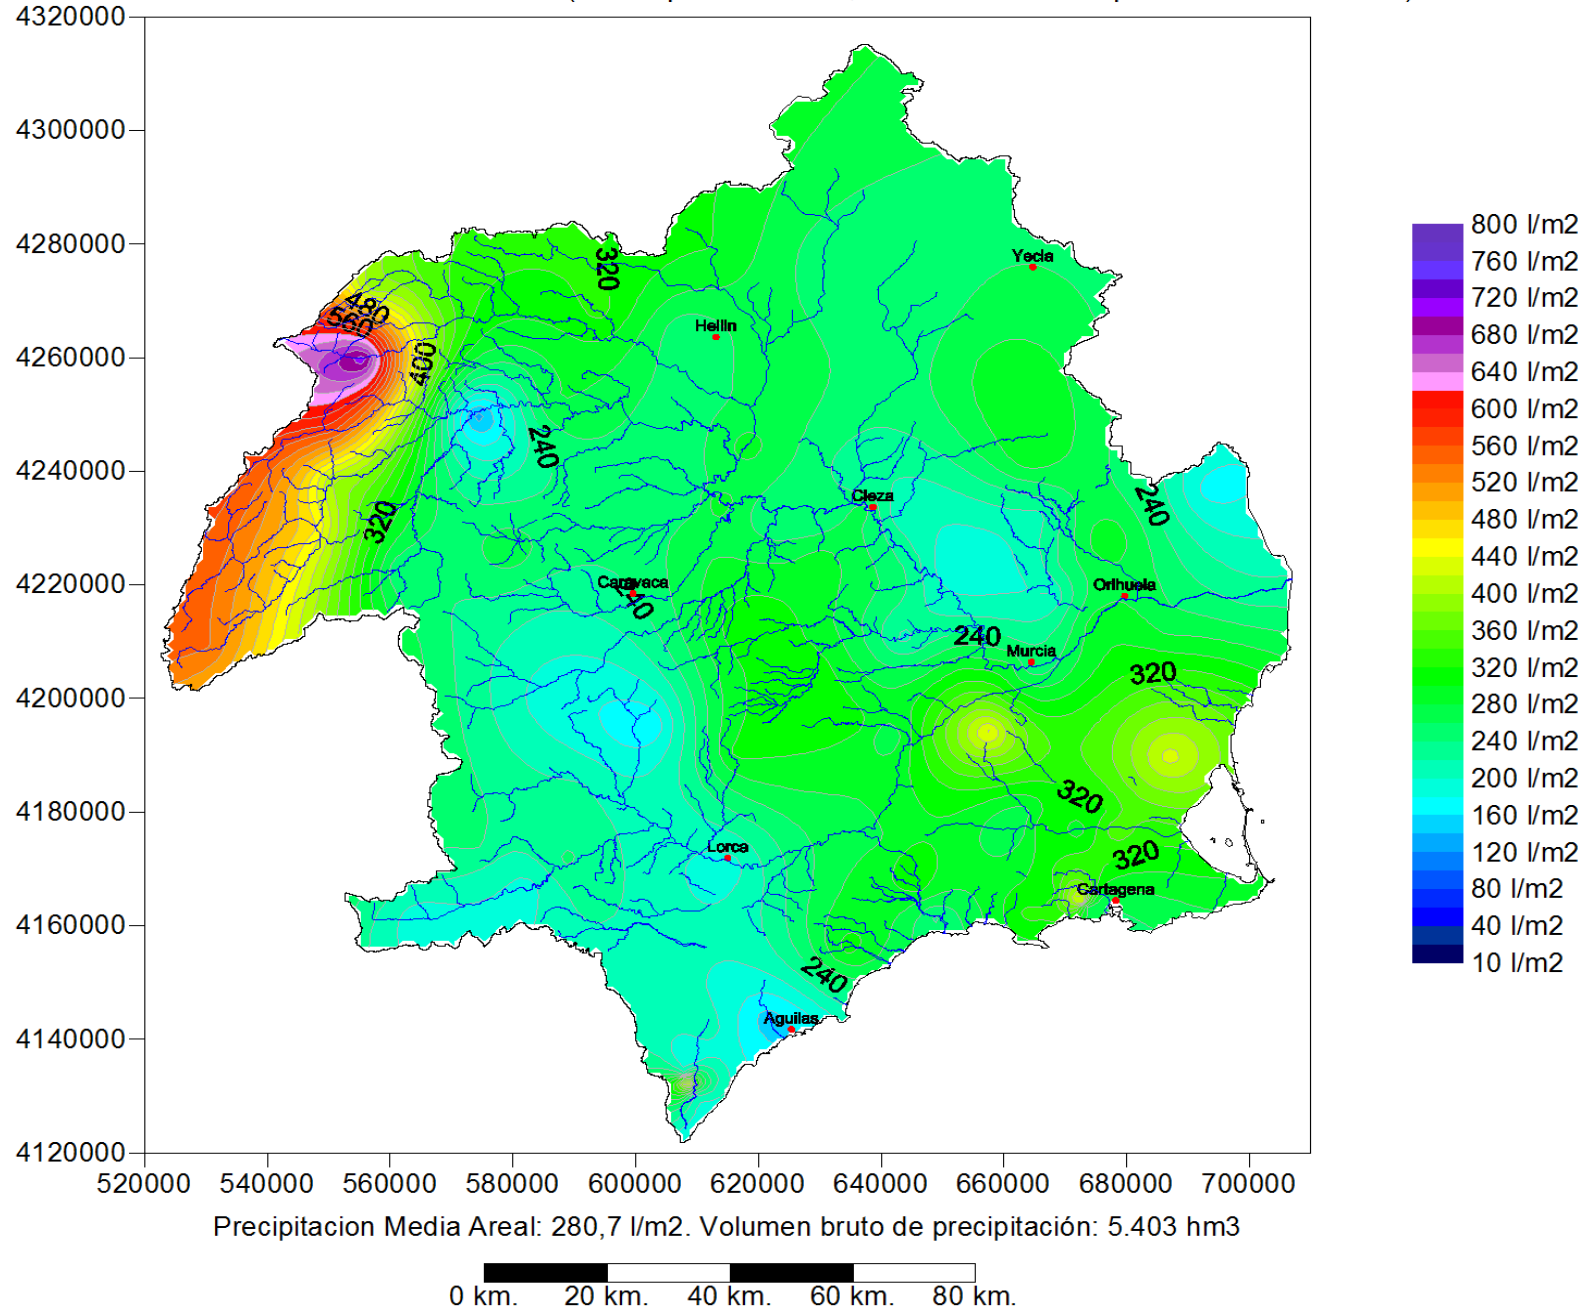 4320000
4300000
4280000
4260000
4240000
4220000
4200000
4180000
4160000
4140000
4120000
520000 540000 560000 580000 600000 620000 640000 660000 680000 700000
Yecla
320
Hellin
480
560
400
240
240
Cieza
320
Caravaca
240
Orihuela
240
Murcia
320
320
Lorca
320
Cartagena
240
Aguilas
800 l/m2
760 l/m2
720 l/m2
680 l/m2
640 l/m2
600 l/m2
560 l/m2
520 l/m2
480 l/m2
440 l/m2
400 l/m2
360 l/m2
320 l/m2
280 l/m2
240 l/m2
200 l/m2
160 l/m2
120 l/m2
80 l/m2
40 l/m2
10 l/m2
Precipitacion Media Areal: 280,7 l/m2. Volumen bruto de precipitación: 5.403 hm3
0 km. 20 km. 40 km. 60 km. 80 km.